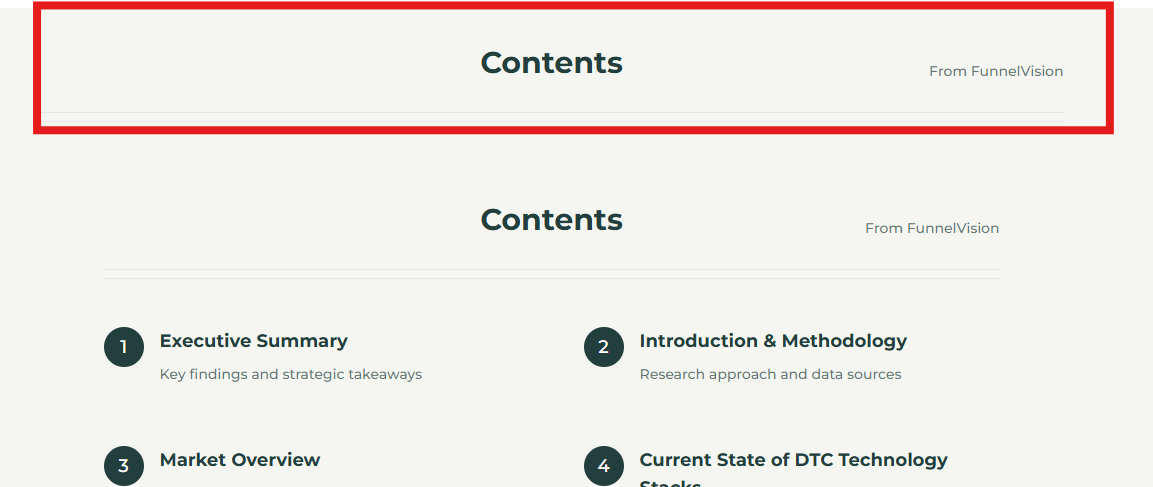 Contents
From FunnelVision
Contents
From FunnelVision
1
Executive Summary
Key findings and strategic takeaways
2
Introduction & Methodology
Research approach and data sources
3
Market Overview
4
Current State of DTC Technology
Stacks